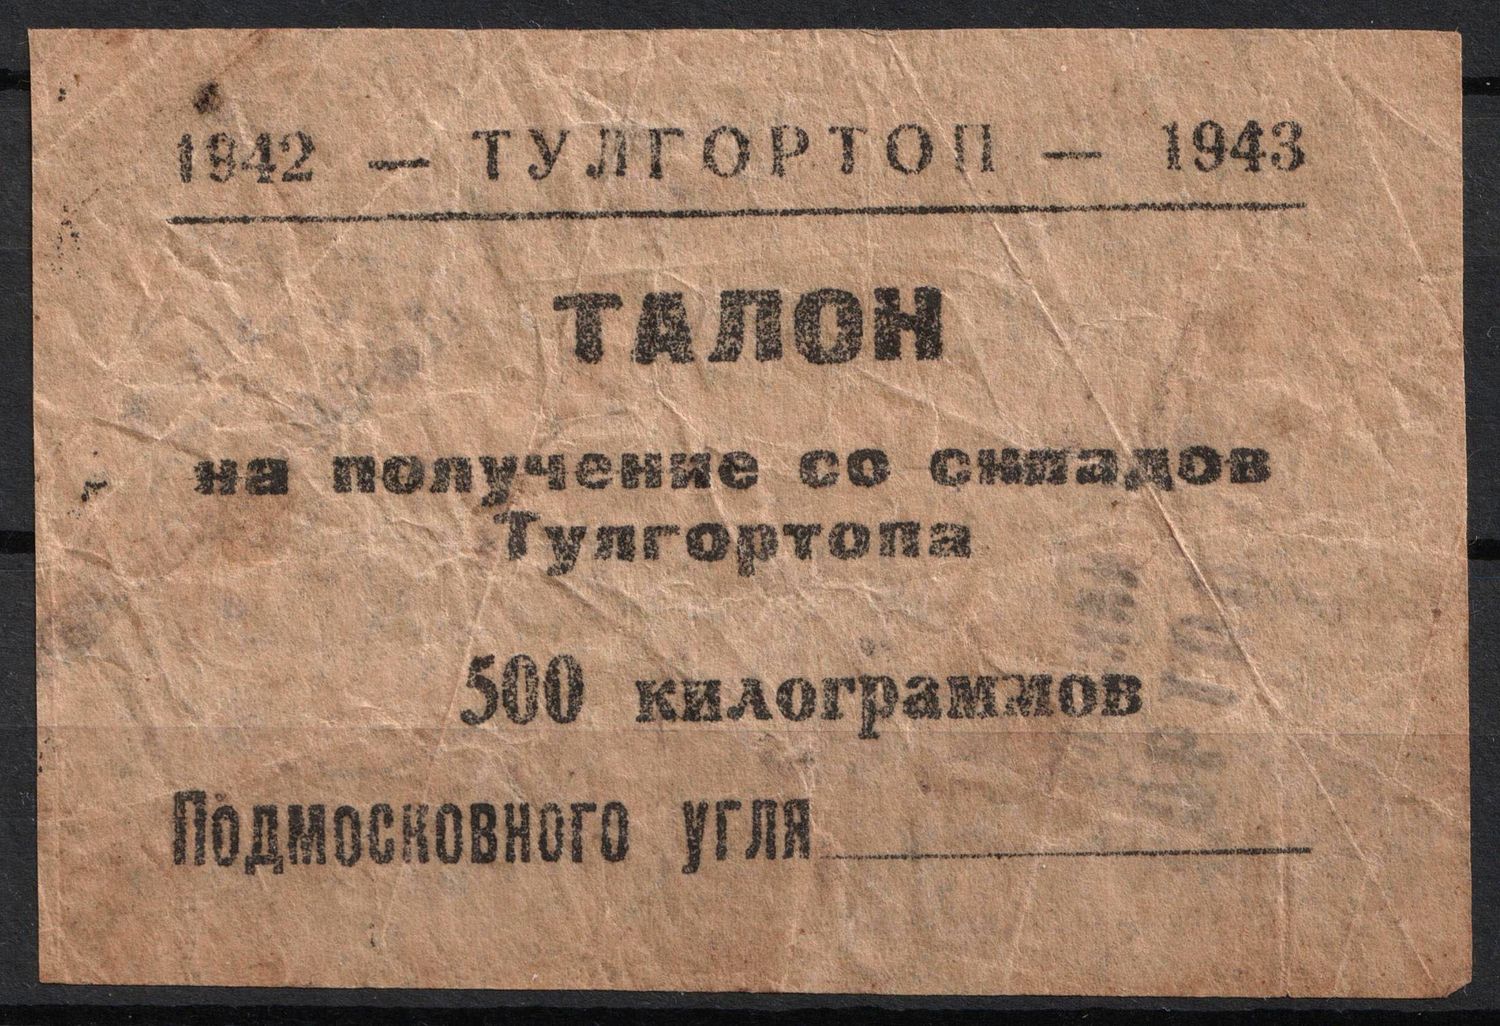 1942 — ТУЛГОРТОП — 1943
ТАЛОН
на получение со складов
Тулгортопа
500 килограммов
Подмосковного угля